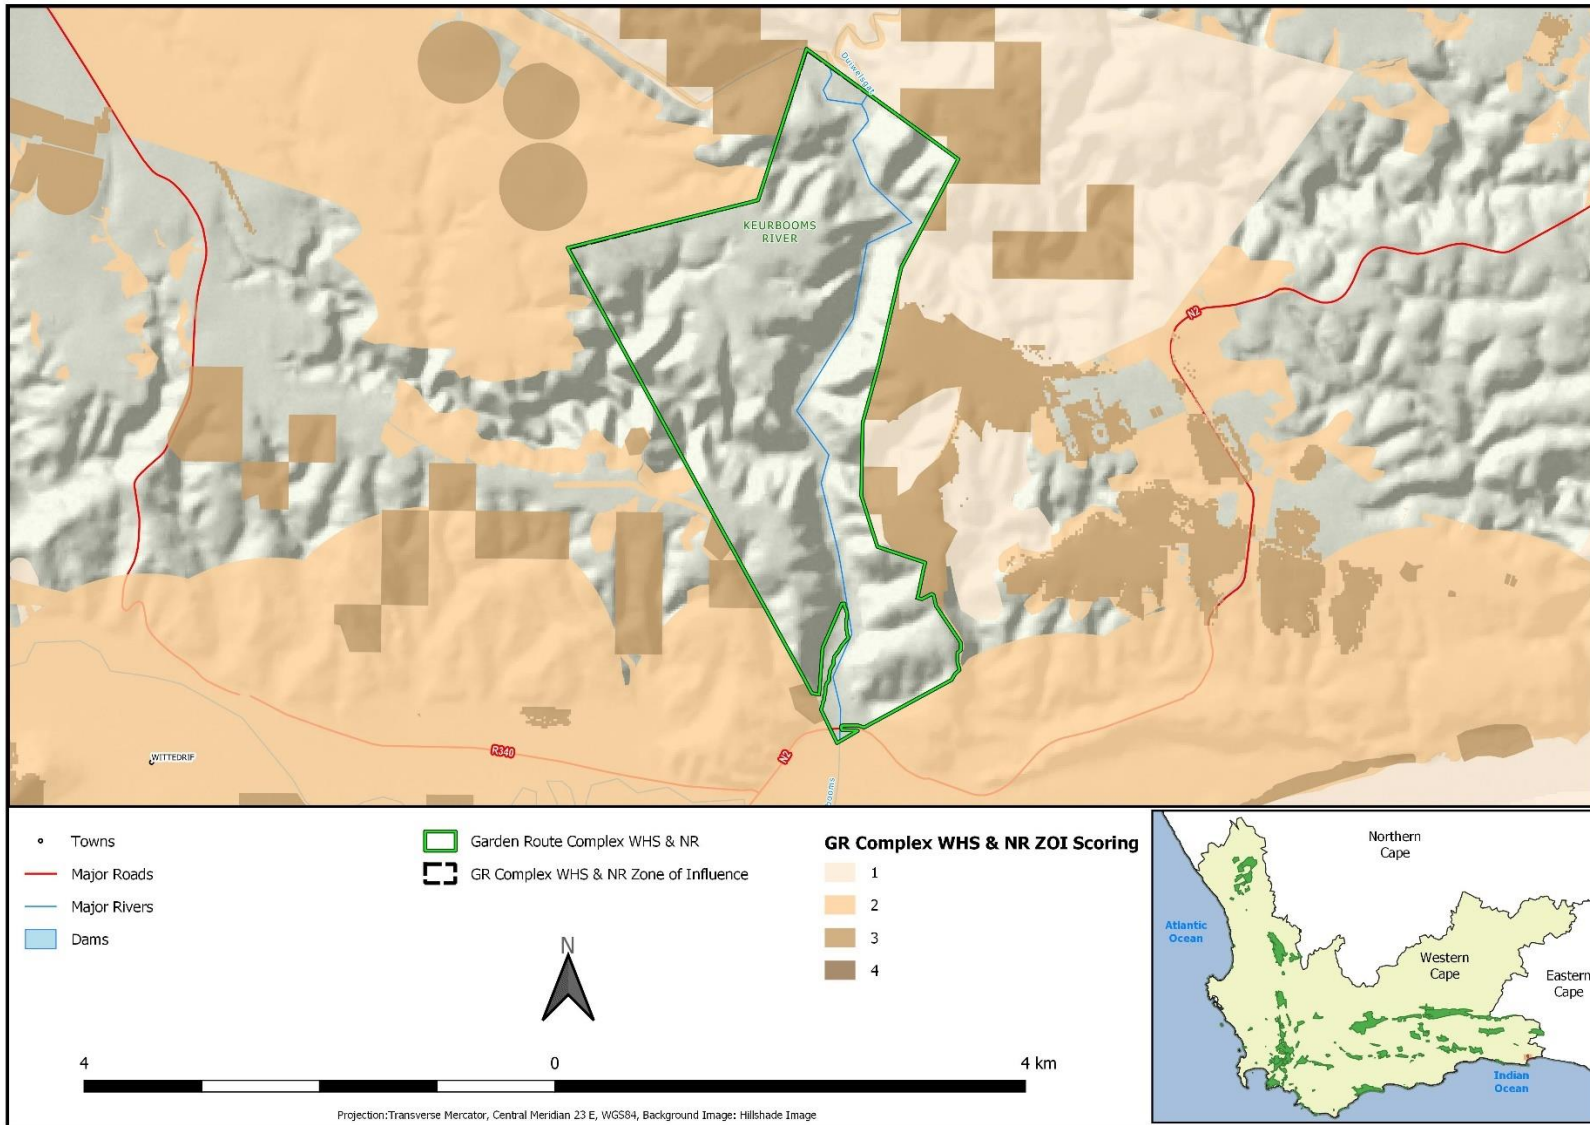 Duiwelsgat
KEURBOOMS
RIVER
N2
WITTEDRIF
R340
N2
booms
Towns
Major Roads
Major Rivers
Dams
Garden Route Complex WHS & NR
GR Complex WHS & NR Zone of Influence
GR Complex WHS & NR ZOI Scoring
1
2
3
4
N
4 0 4 km
Projection:Transverse Mercator, Central Meridian 23 E, WGS84, Background Image: Hillshade Image
Northern
Cape
Atlantic
Ocean
Western
Cape
Eastern
Cape
Indian
Ocean